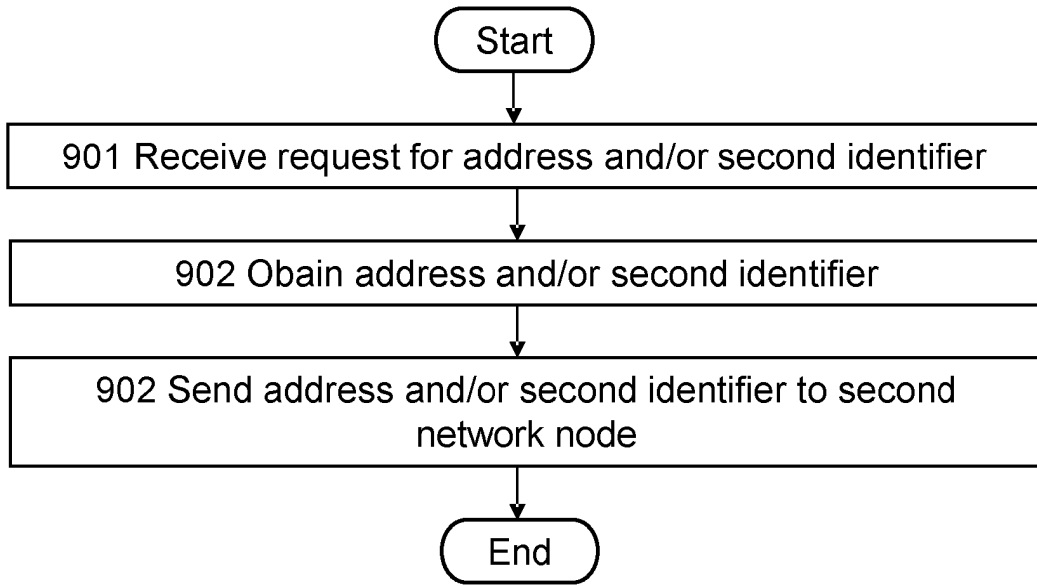 Start
901 Receive request for address and/or second identifier
902 Obain address and/or second identifier
902 Send address and/or second identifier to second
network node
End